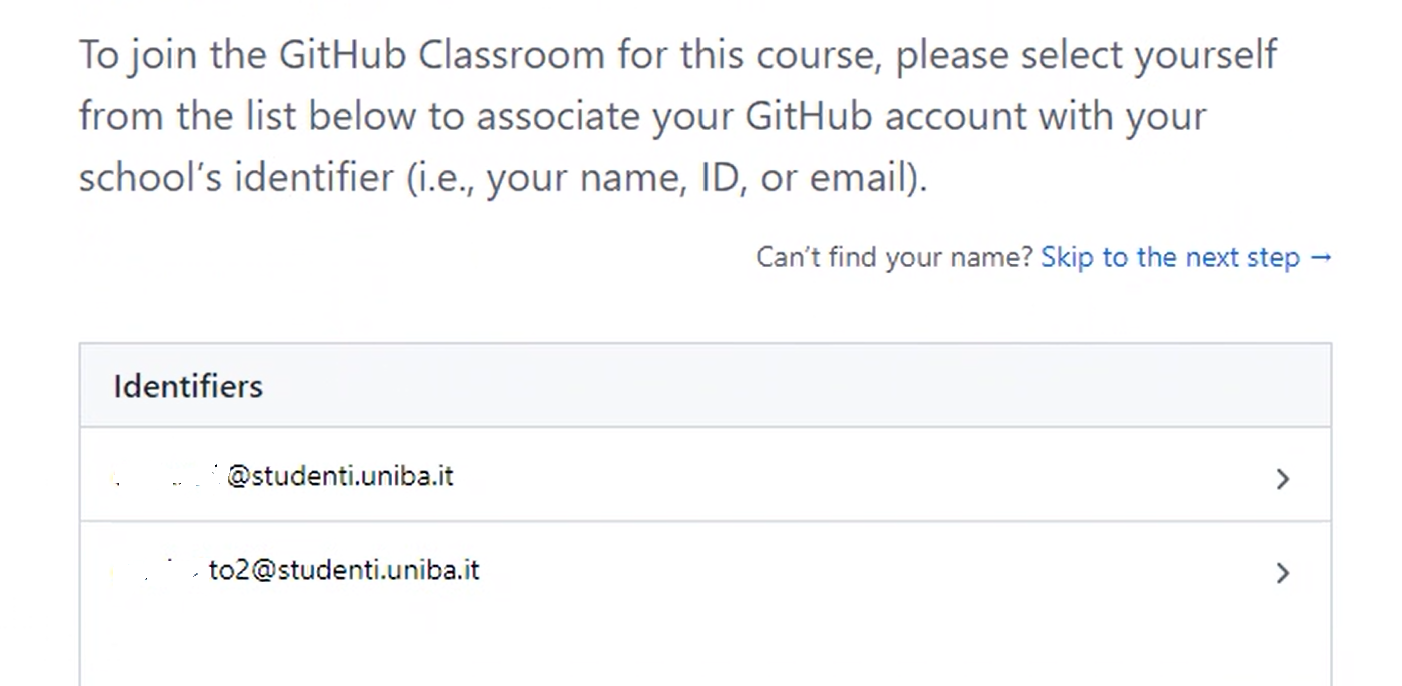 To join the GitHub Classroom for this course, please select yourself
from the list below to associate your GitHub account with your
school’s identifier (i.e., your name, ID, or email).
Can’t find your name? Skip to the next step →
Identifiers
@studenti.uniba.it
to2@studenti.uniba.it